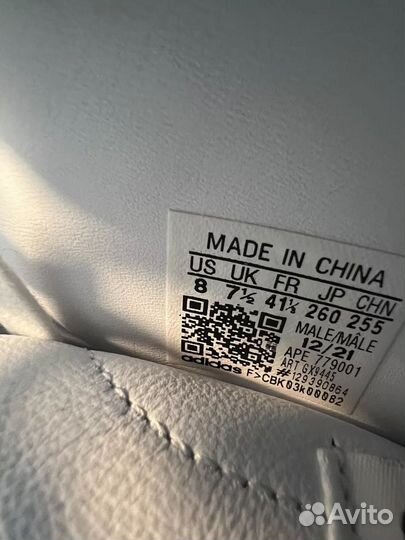 MADE IN CHINA
US UK FR JP CHN
8 7½ 41⅓ 260 255
MALE/MÂLE
12/21
APE 779001
ART GX9445
#129390864
F>CBK03K00082
adidas
Avito